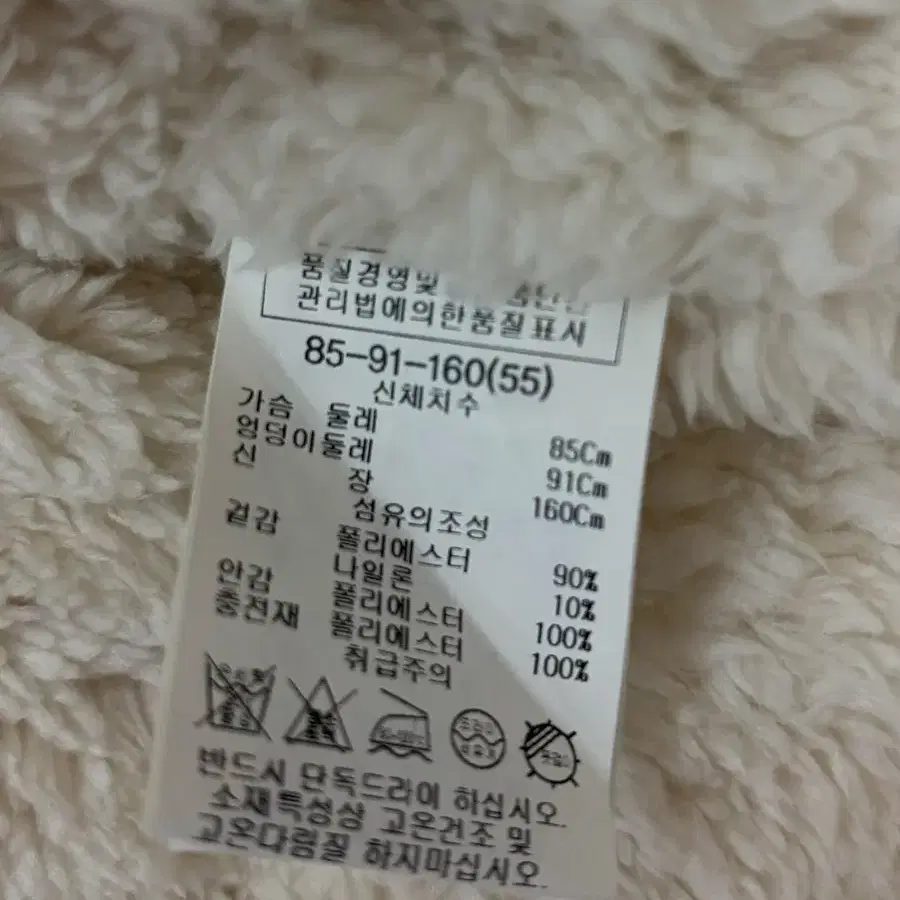 품질경영및
관리법에의한품질표시
85-91-160(55)
신체치수
가슴 둘레 85Cm
엉덩이둘레 91Cm
신 장 160Cm
섬유의조성
겉감 폴리에스터 90%
나일론 10%
안감 폴리에스터 100%
충전재 폴리에스터 100%
취급주의
반드시 단독드라이 하십시오.
소재특성상 고온건조 및
고온다림질 하지마십시오.